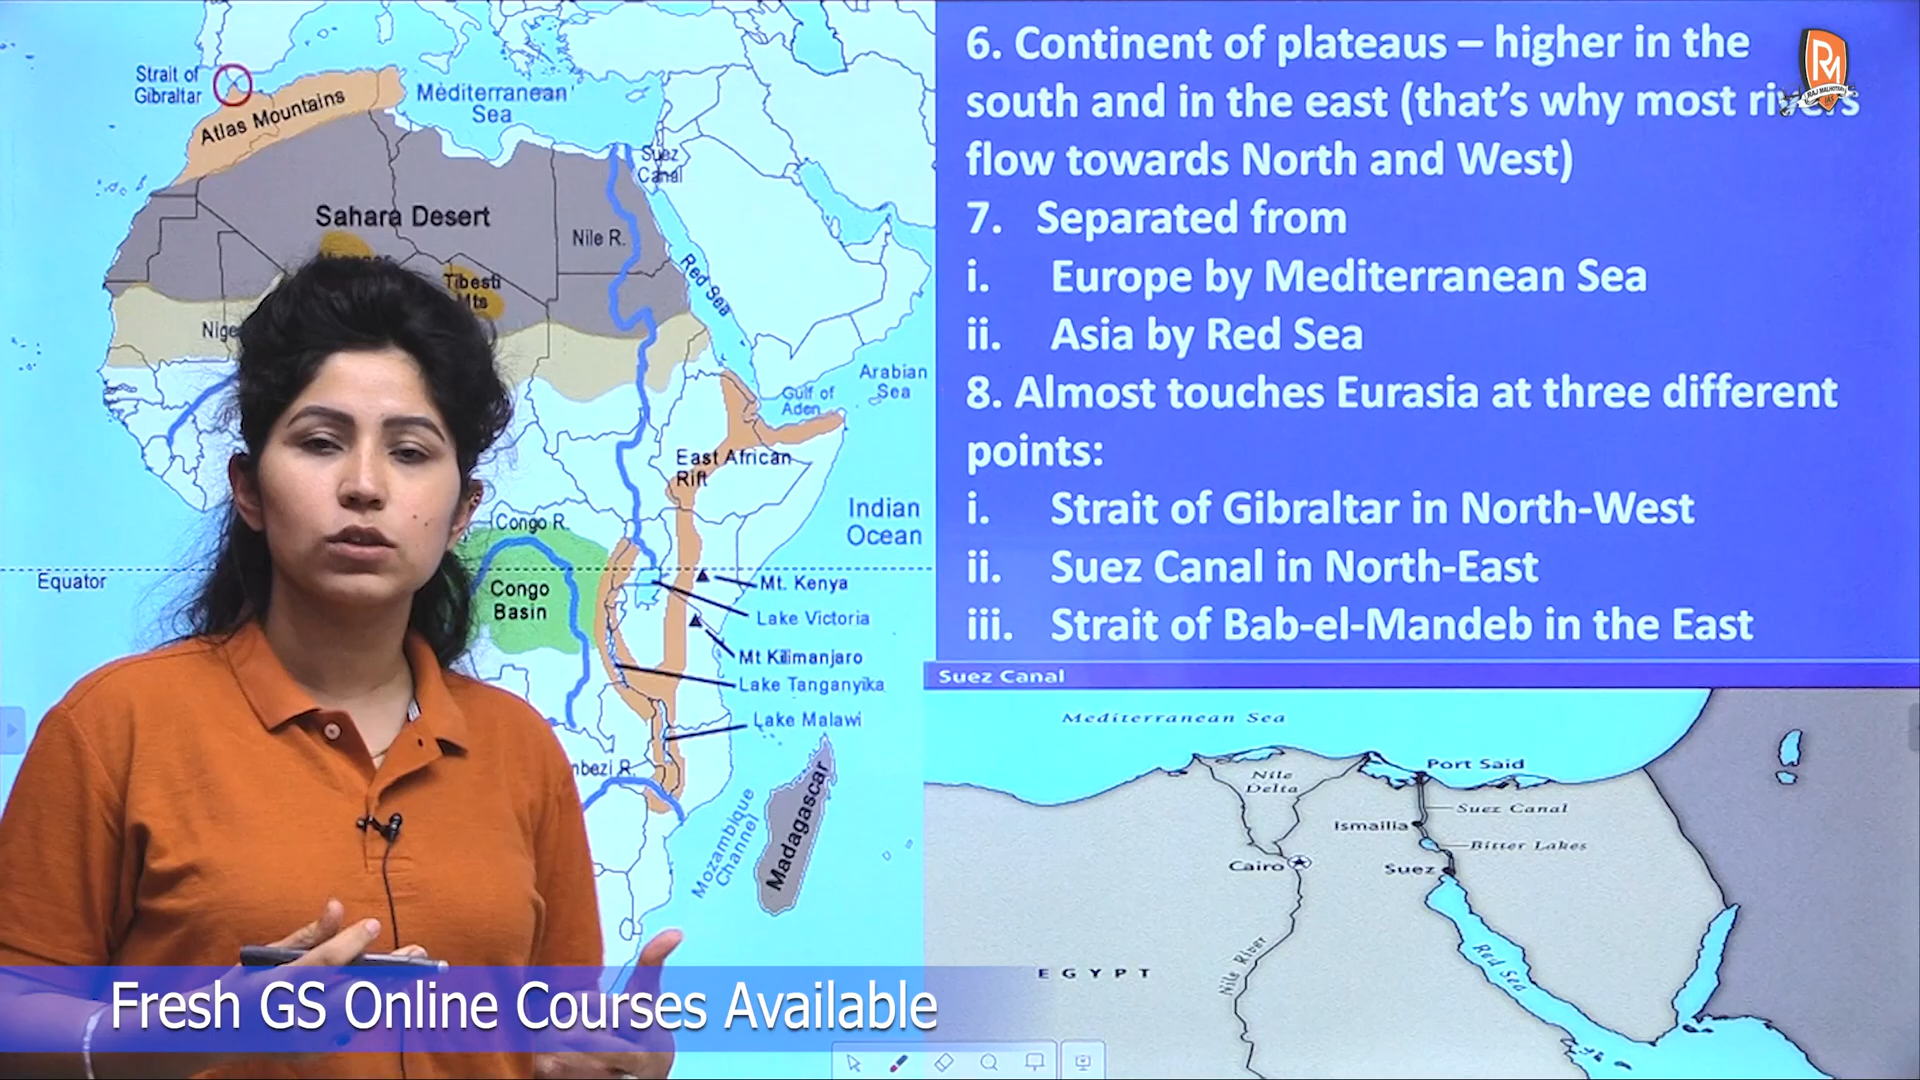 6. Continent of plateaus – higher in the
south and in the east (that's why most rivers
flow towards North and West)
7. Separated from
i. Europe by Mediterranean Sea
ii. Asia by Red Sea
8. Almost touches Eurasia at three different
points:
i. Strait of Gibraltar in North-West
ii. Suez Canal in North-East
iii. Strait of Bab-el-Mandeb in the East
RM
RAJ MALHOTRA
IAS
Strait of
Gibraltar
Atlas Mountains
Mediterranean
Sea
Suez
Canal
Sahara Desert
Nile R.
Tibesti
Mts
Red Sea
Arabian
Sea
Gulf of
Aden
East African
Rift
Indian
Ocean
Congo R.
Equator
Congo
Basin
Mt. Kenya
Lake Victoria
Mt Kilimanjaro
Lake Tanganyika
Lake Malawi
mbezi R.
Mozambique
Channel
Madagascar
Suez Canal
Mediterranean Sea
Nile
Delta
Port Said
Suez Canal
Ismailia
Bitter Lakes
Cairo
Suez
Nile River
EGYPT
Red Sea
Fresh GS Online Courses Available